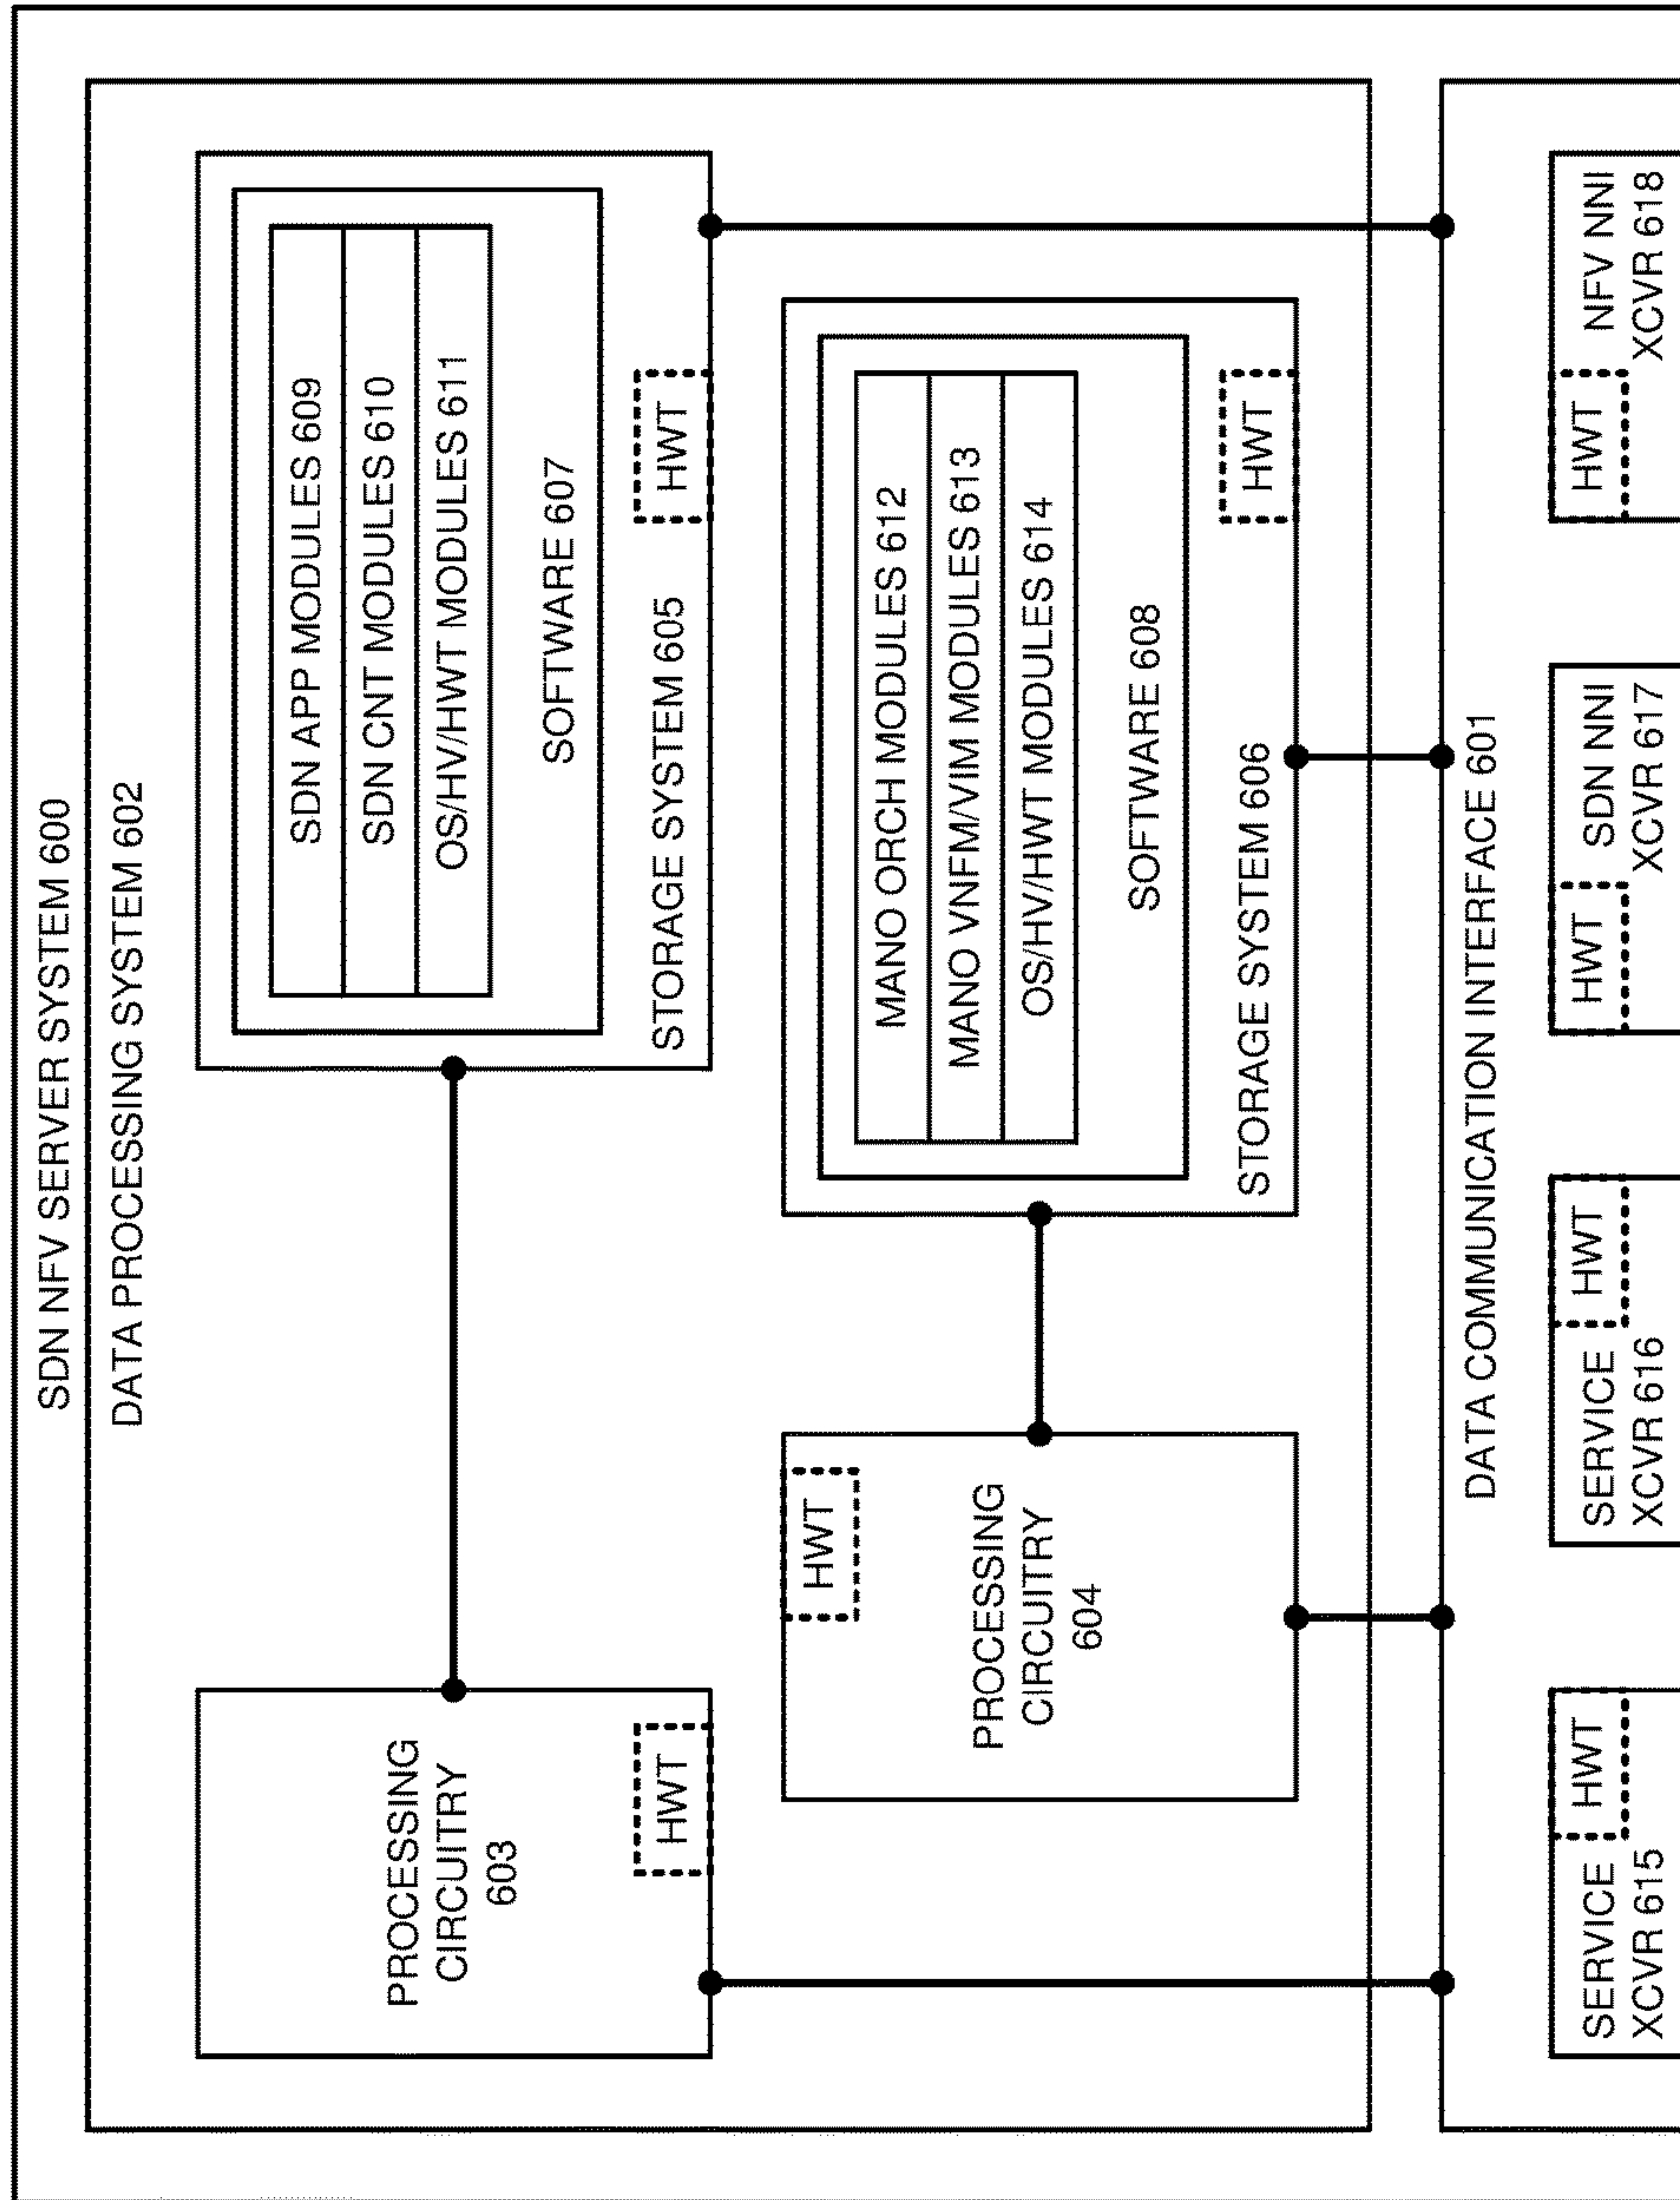 SDN NFV SERVER SYSTEM 600
DATA PROCESSING SYSTEM 602
PROCESSING
CIRCUITRY
603
HWT
SDN APP MODULES 609
SDN CNT MODULES 610
OS/HV/HWT MODULES 611
SOFTWARE 607
STORAGE SYSTEM 605
HWT
HWT
PROCESSING
CIRCUITRY
604
MANO ORCH MODULES 612
MANO VNFM/VIM MODULES 613
OS/HV/HWT MODULES 614
SOFTWARE 608
STORAGE SYSTEM 606
HWT
DATA COMMUNICATION INTERFACE 601
SERVICE
XCVR 615
HWT
SERVICE
XCVR 616
HWT
HWT
SDN NNI
XCVR 617
HWT
NFV NNI
XCVR 618